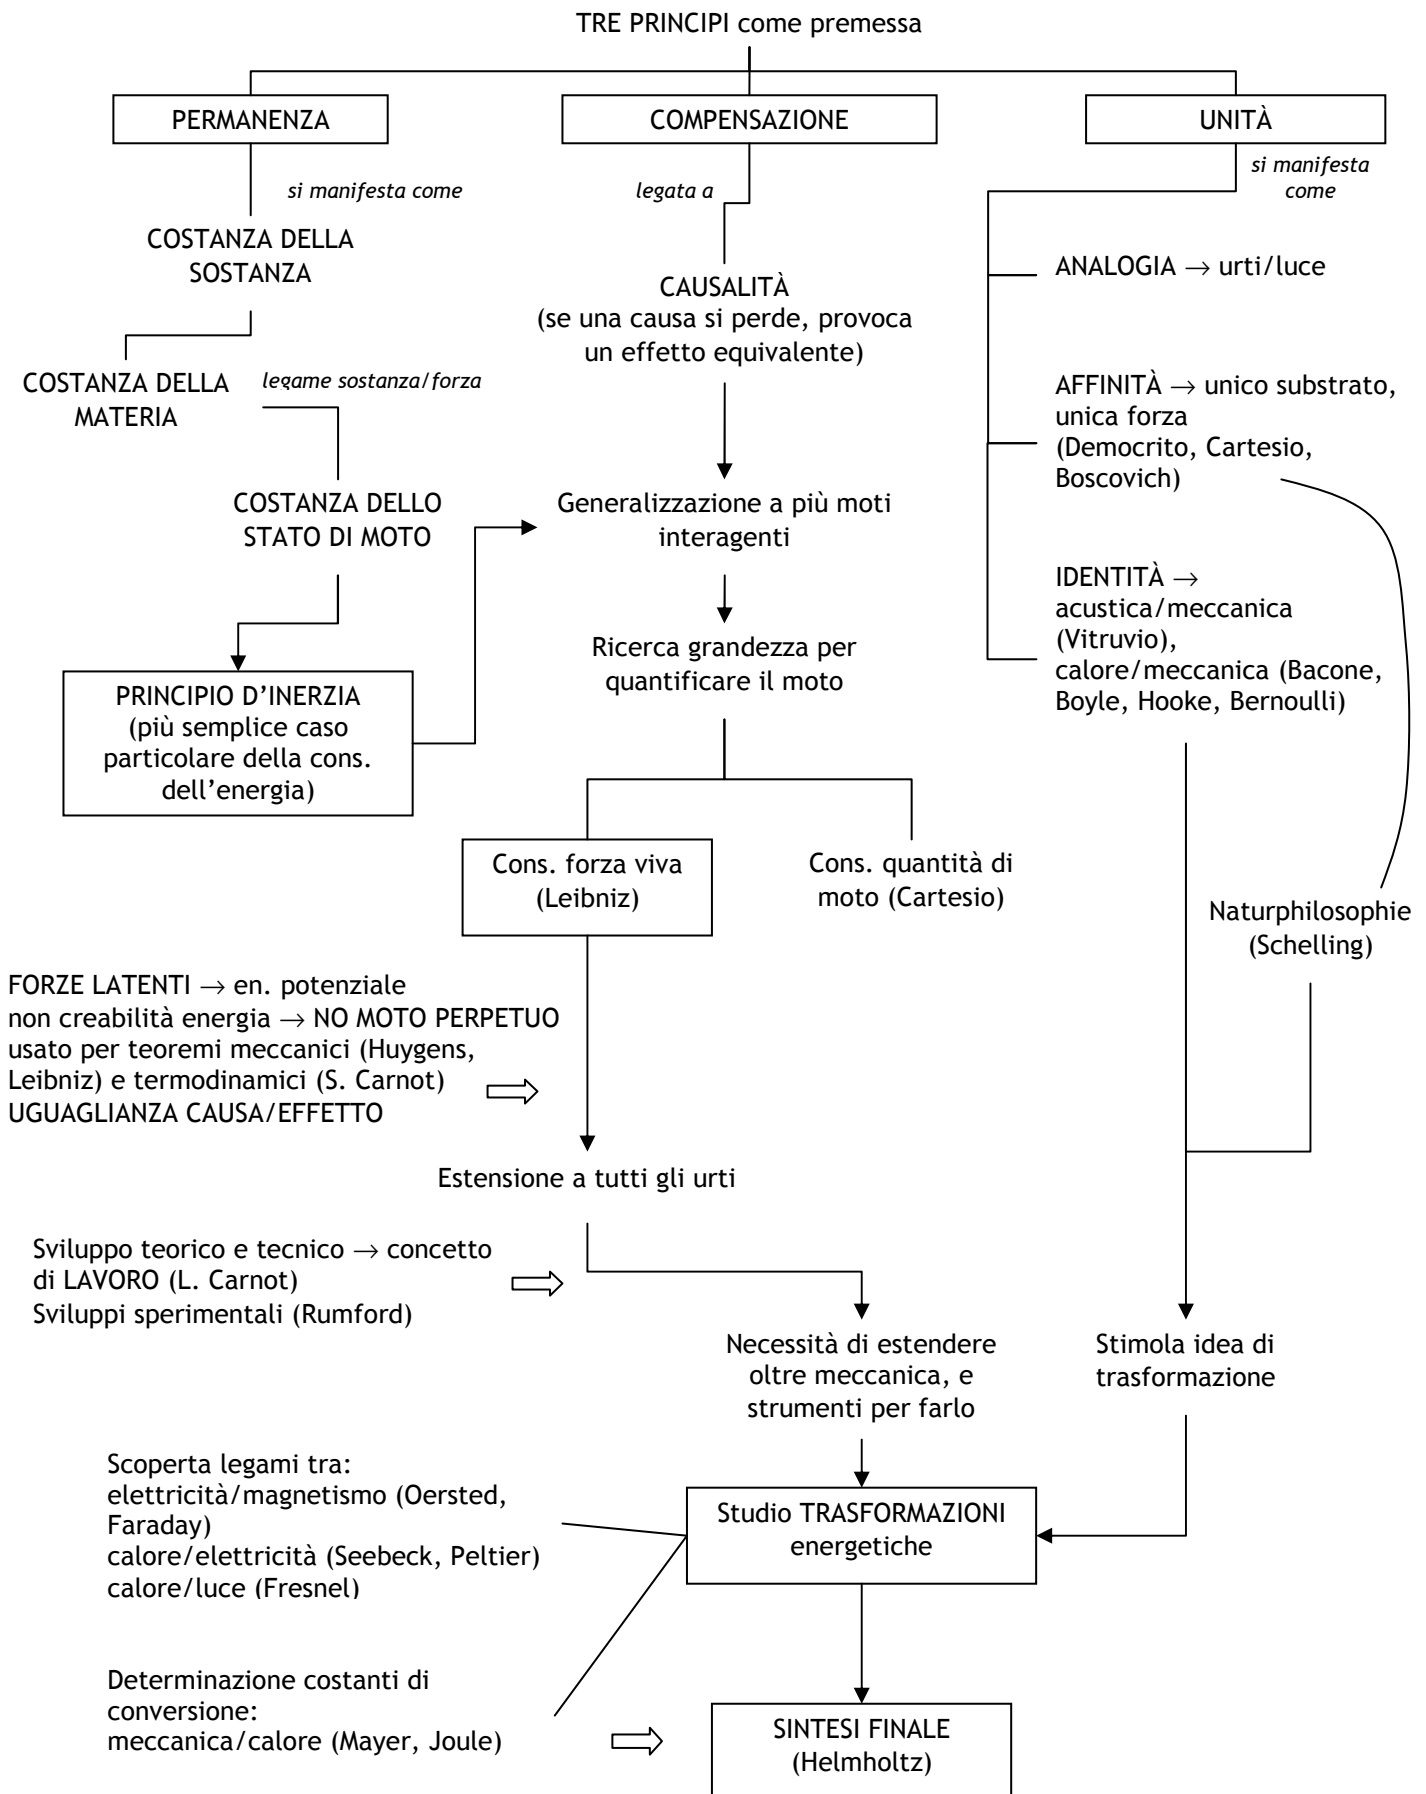 TRE PRINCIPI come premessa
PERMANENZA
COMPENSAZIONE
UNITÀ
si manifesta come
legata a
si manifesta
come
COSTANZA DELLA
SOSTANZA
CAUSALITÀ
(se una causa si perde, provoca
un effetto equivalente)
ANALOGIA → urti/luce
COSTANZA DELLA
MATERIA
legame sostanza/forza
AFFINITÀ → unico substrato,
unica forza
(Democrito, Cartesio,
Boscovich)
COSTANZA DELLO
STATO DI MOTO
Generalizzazione a più moti
interagenti
IDENTITÀ →
acustica/meccanica
(Vitruvio),
calore/meccanica (Bacone,
Boyle, Hooke, Bernoulli)
Ricerca grandezza per
quantificare il moto
PRINCIPIO D’INERZIA
(più semplice caso
particolare della cons.
dell’energia)
Cons. forza viva
(Leibniz)
Cons. quantità di
moto (Cartesio)
Naturphilosophie
(Schelling)
FORZE LATENTI → en. potenziale
non creabilità energia → NO MOTO PERPETUO
usato per teoremi meccanici (Huygens,
Leibniz) e termodinamici (S. Carnot)
UGUAGLIANZA CAUSA/EFFETTO
Estensione a tutti gli urti
Sviluppo teorico e tecnico → concetto
di LAVORO (L. Carnot)
Sviluppi sperimentali (Rumford)
Necessità di estendere
oltre meccanica, e
strumenti per farlo
Stimola idea di
trasformazione
Scoperta legami tra:
elettricità/magnetismo (Oersted,
Faraday)
calore/elettricità (Seebeck, Peltier)
calore/luce (Fresnel)
Studio TRASFORMAZIONI
energetiche
Determinazione costanti di
conversione:
meccanica/calore (Mayer, Joule)
SINTESI FINALE
(Helmholtz)